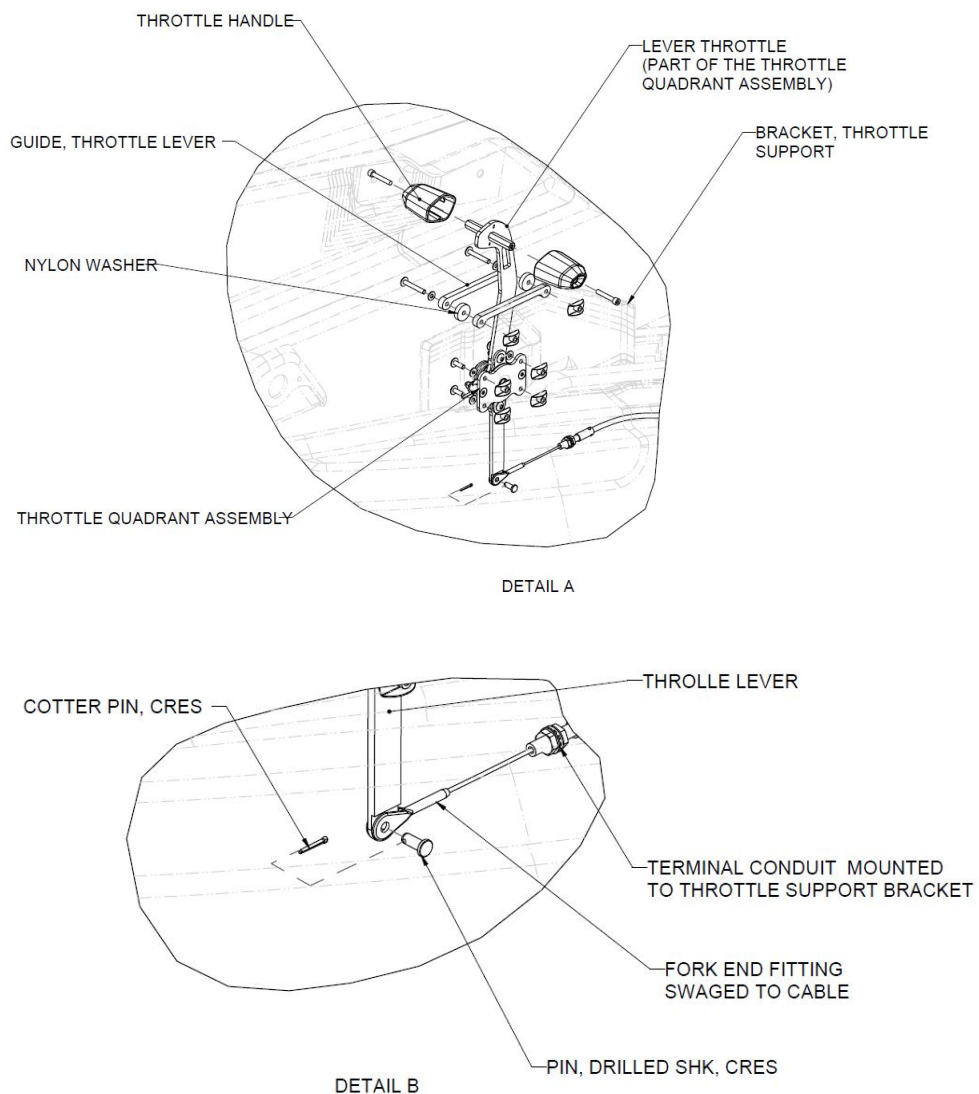 THROTTLE HANDLE
LEVER THROTTLE
(PART OF THE THROTTLE
QUADRANT ASSEMBLY)
GUIDE, THROTTLE LEVER
BRACKET, THROTTLE
SUPPORT
NYLON WASHER
THROTTLE QUADRANT ASSEMBLY
DETAIL A
THROLLE LEVER
COTTER PIN, CRES
TERMINAL CONDUIT MOUNTED
TO THROTTLE SUPPORT BRACKET
FORK END FITTING
SWAGED TO CABLE
PIN, DRILLED SHK, CRES
DETAIL B